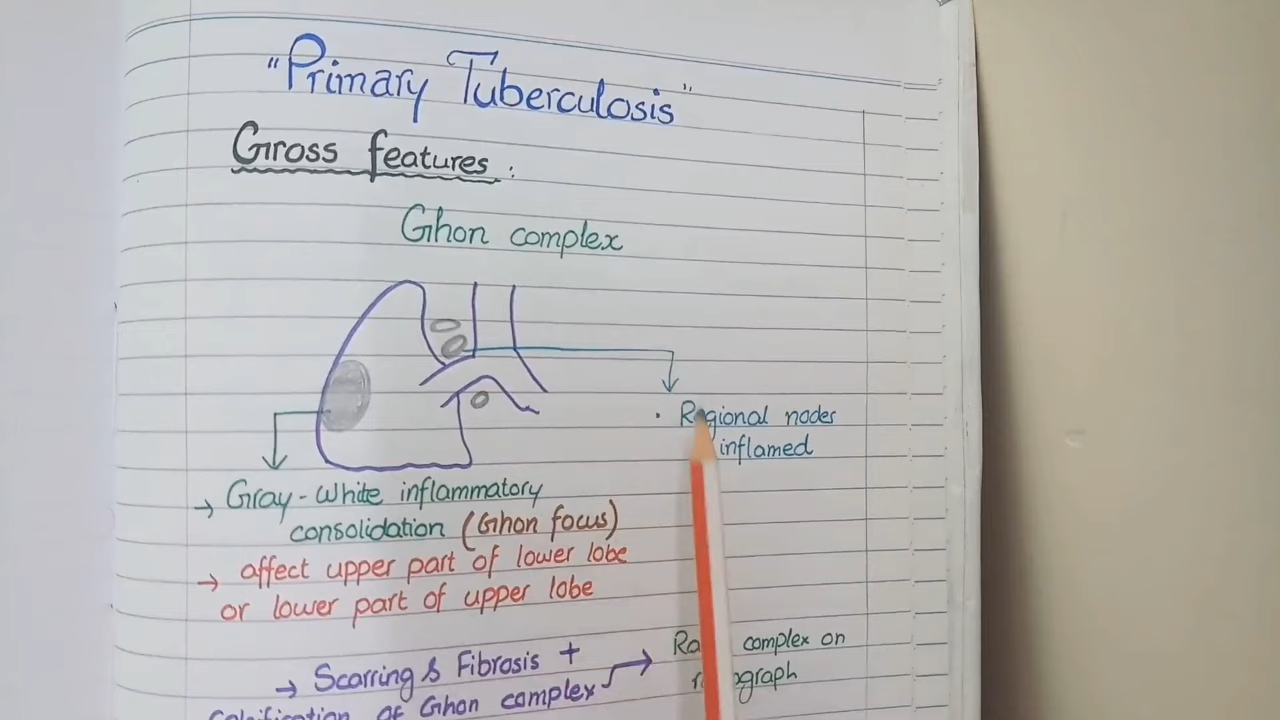 "Primary Tuberculosis"
Gross features :
Ghon complex
. Regional nodes
inflamed
→ Gray-White inflammatory
consolidation (Ghon focus)
→ affect upper part of lower lobe
or lower part of upper lobe
→ Scarring & Fibrosis +
Calcification of Ghon complex
complex on